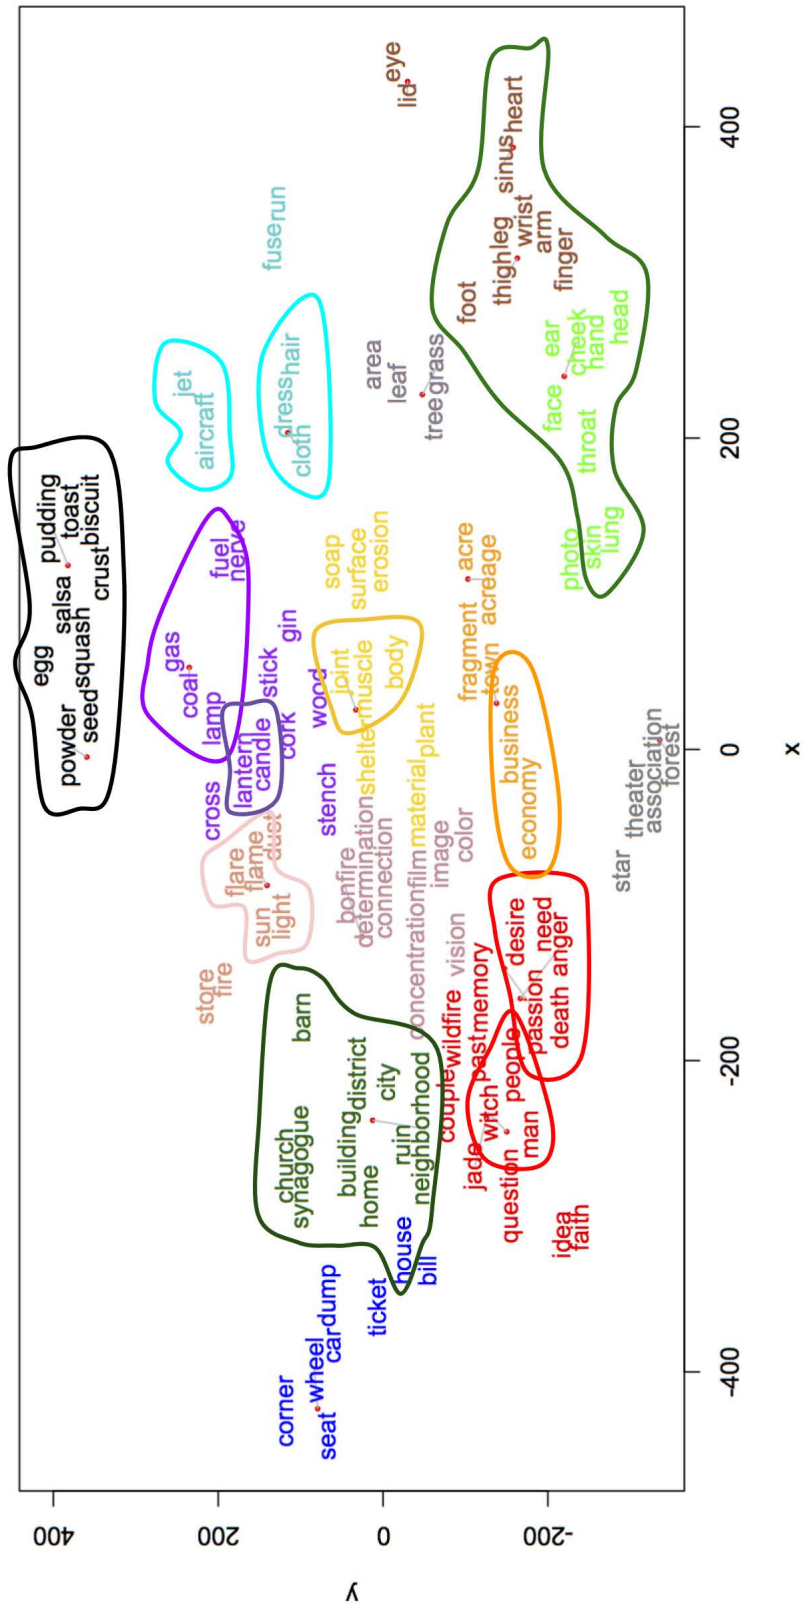 egg
pudding
toast
salsa
biscuit
crust
squash
powder
seed
jet
aircraft
fuserun
hair
dress
cloth
fuel
nerve
gas
coal
lamp
gin
stick
wood
cork
lantern
candle
cross
stench
flare
flame
dust
sun
light
store
fire
soap
surface
erosion
joint
muscle
body
shelter
plant
material
area
leaf
tree
grass
eye
lid
heart
sinus
wrist
leg
thigh
arm
finger
foot
ear
cheek
hand
head
face
throat
photo
skin
lung
acre
acreage
fragment
town
business
economy
theater
association
forest
star
bonfire
determination
connection
film
concentration
image
color
vision
desire
need
anger
passion
death
memory
past
wildfire
couple
people
witch
man
jade
question
idea
faith
barn
district
city
building
church
synagogue
home
ruin
neighborhood
house
bill
ticket
dump
car
wheel
corner
seat
400
200
0
-200
y
-400
-200
0
200
400
x